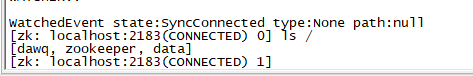 WatchedEvent state:SyncConnected type:None path:null
[zk: localhost:2183(CONNECTED) 0] ls /
[dawq, zookeeper, data]
[zk: localhost:2183(CONNECTED) 1]